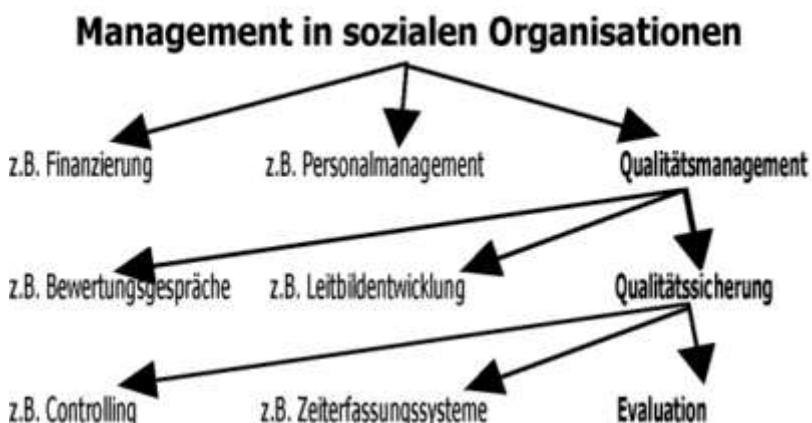 Management in sozialen Organisationen
z.B. Finanzierung z.B. Personalmanagement Qualitätsmanagement
z.B. Bewertungsgespräche z.B. Leitbildentwicklung Qualitätssicherung
z.B. Controlling z.B. Zeiterfassungssysteme Evaluation